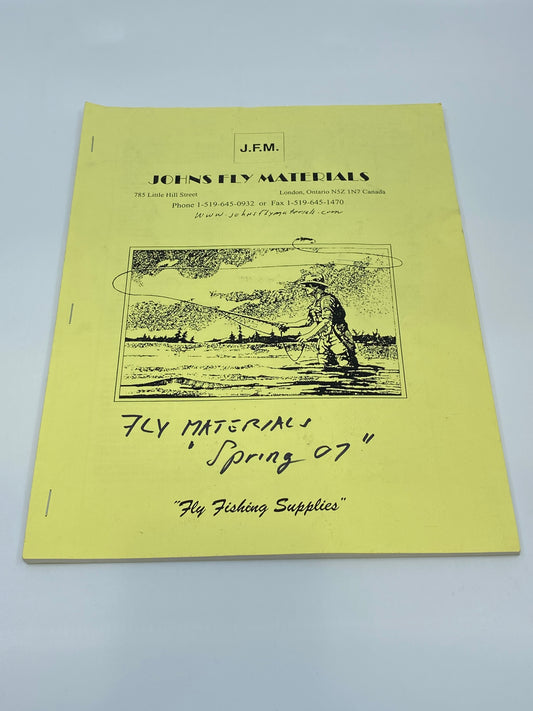 J.F.M.
JOHNS FLY MATERIALS
785 Little Hill Street London, Ontario N5Z 1N7 Canada
Phone 1-519-645-0932 or Fax 1-519-645-1470
www.johnsflymaterials.com
FLY MATERIALS
"Spring 07"
"Fly Fishing Supplies"